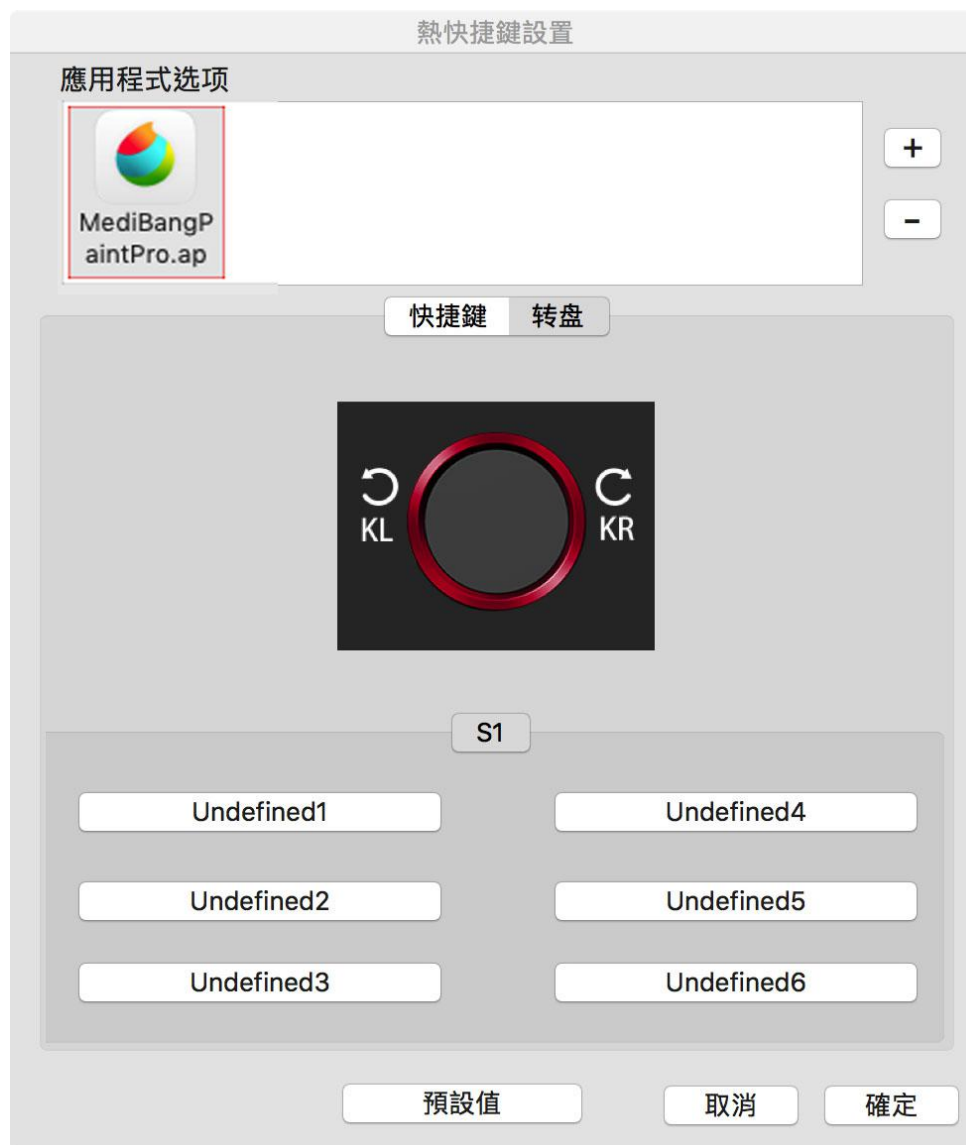 熱快捷鍵設置
應用程式选项
MediBangP
aintPro.ap
+
-
快捷鍵 转盘
KL KR
S1
Undefined1 Undefined4
Undefined2 Undefined5
Undefined3 Undefined6
預設值 取消 確定